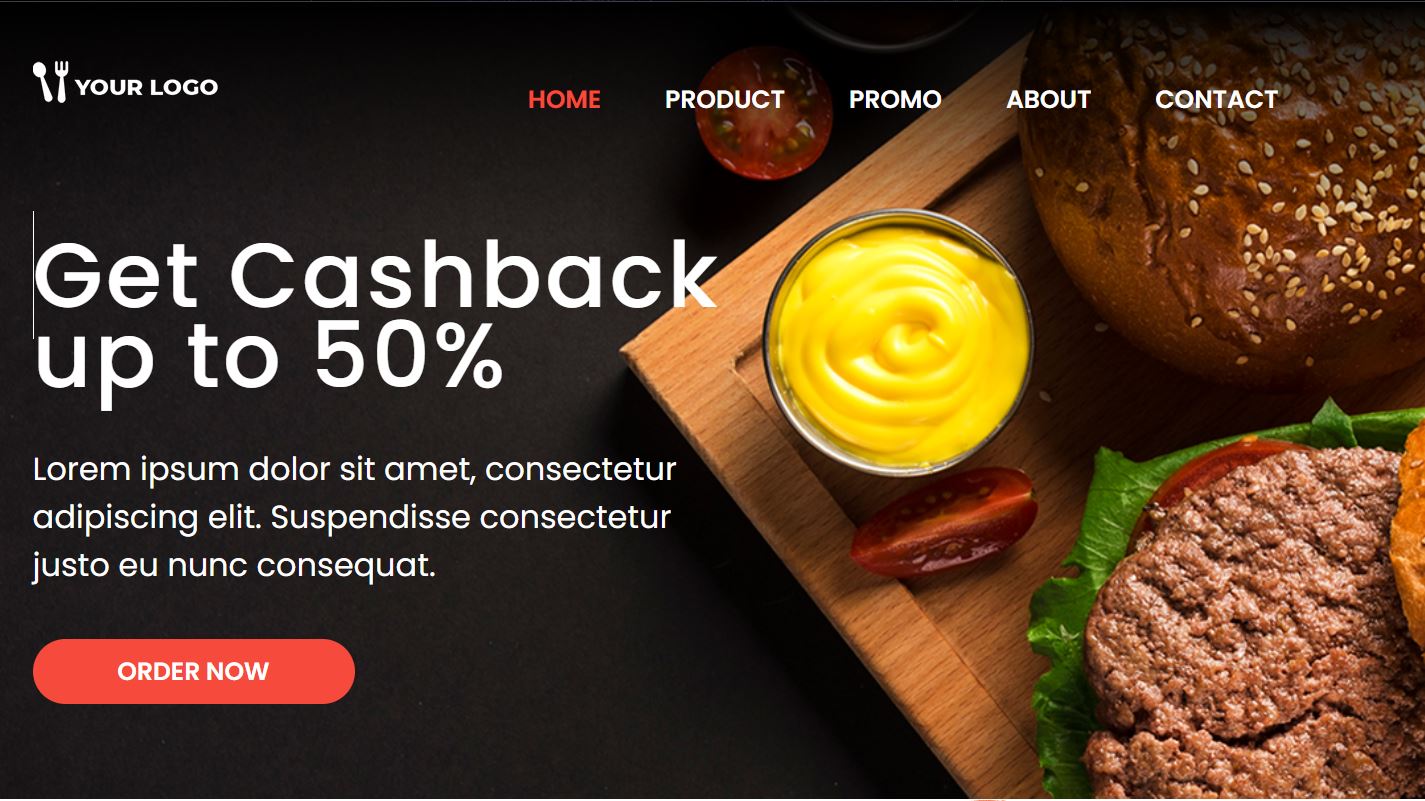 YOUR LOGO
HOME PRODUCT PROMO ABOUT CONTACT
Get Cashback
up to 50%
Lorem ipsum dolor sit amet, consectetur
adipiscing elit. Suspendisse consectetur
justo eu nunc consequat.
ORDER NOW